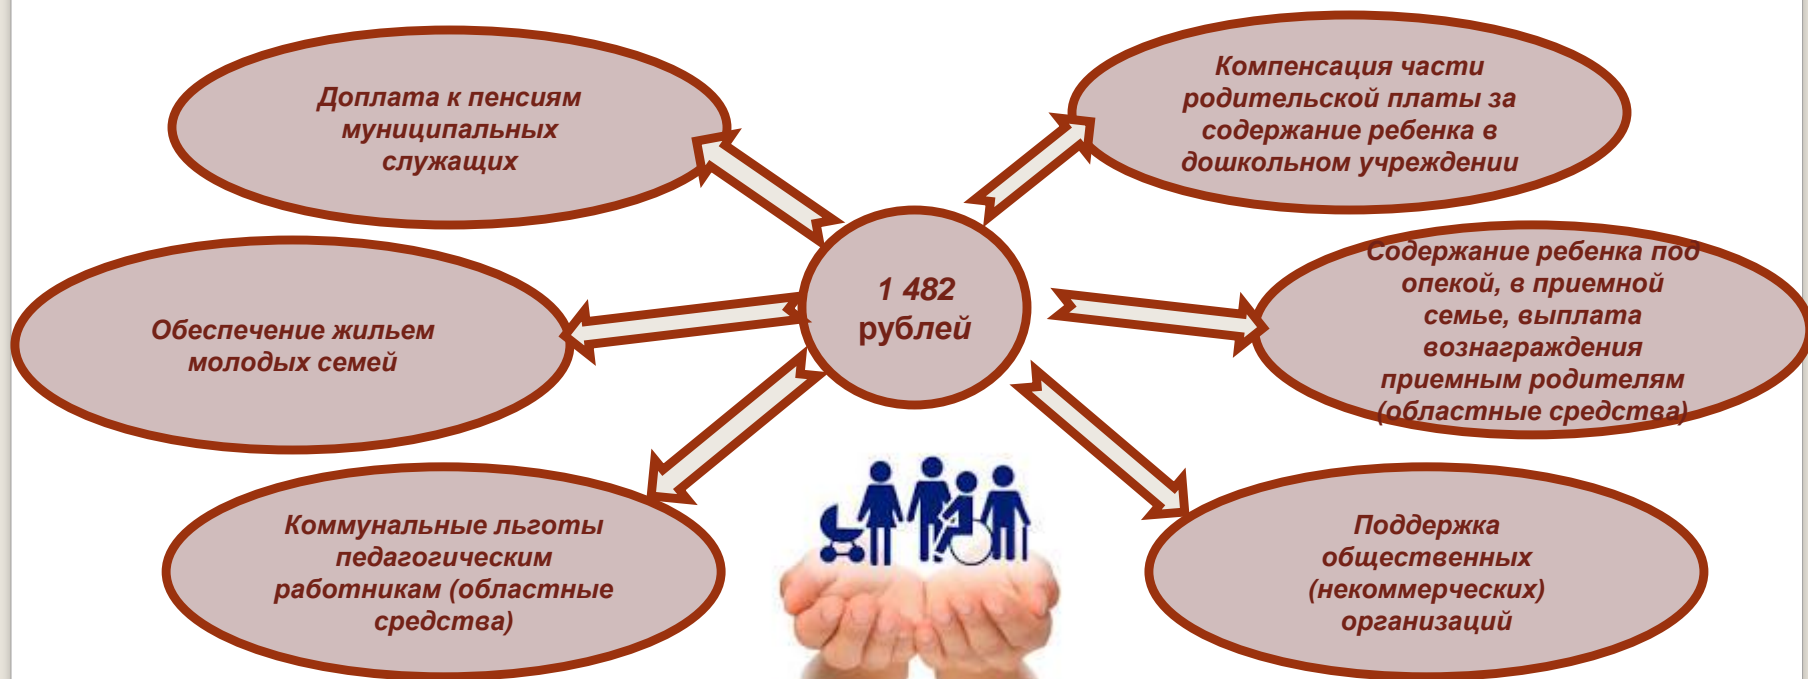 Доплата к пенсиям
муниципальных
служащих
Компенсация части
родительской платы за
содержание ребенка в
дошкольном учреждении
Обеспечение жильем
молодых семей
1 482
рублей
Содержание ребенка под
опекой, в приемной
семье, выплата
вознаграждения
приемным родителям
(областные средства)
Коммунальные льготы
педагогическим
работникам (областные
средства)
Поддержка
общественных
(некоммерческих)
организаций